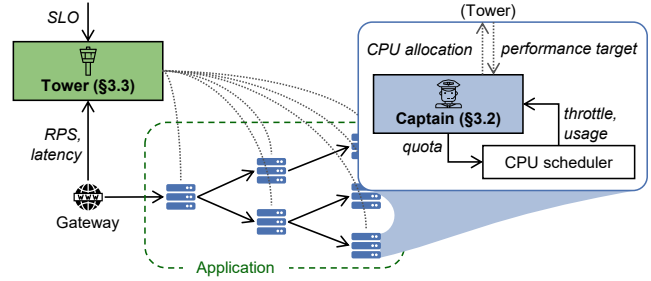 SLO
Tower (§3.3)
RPS,
latency
Gateway
WWW
Application
(Tower)
CPU allocation
performance target
Captain (§3.2)
throttle,
usage
quota
CPU scheduler